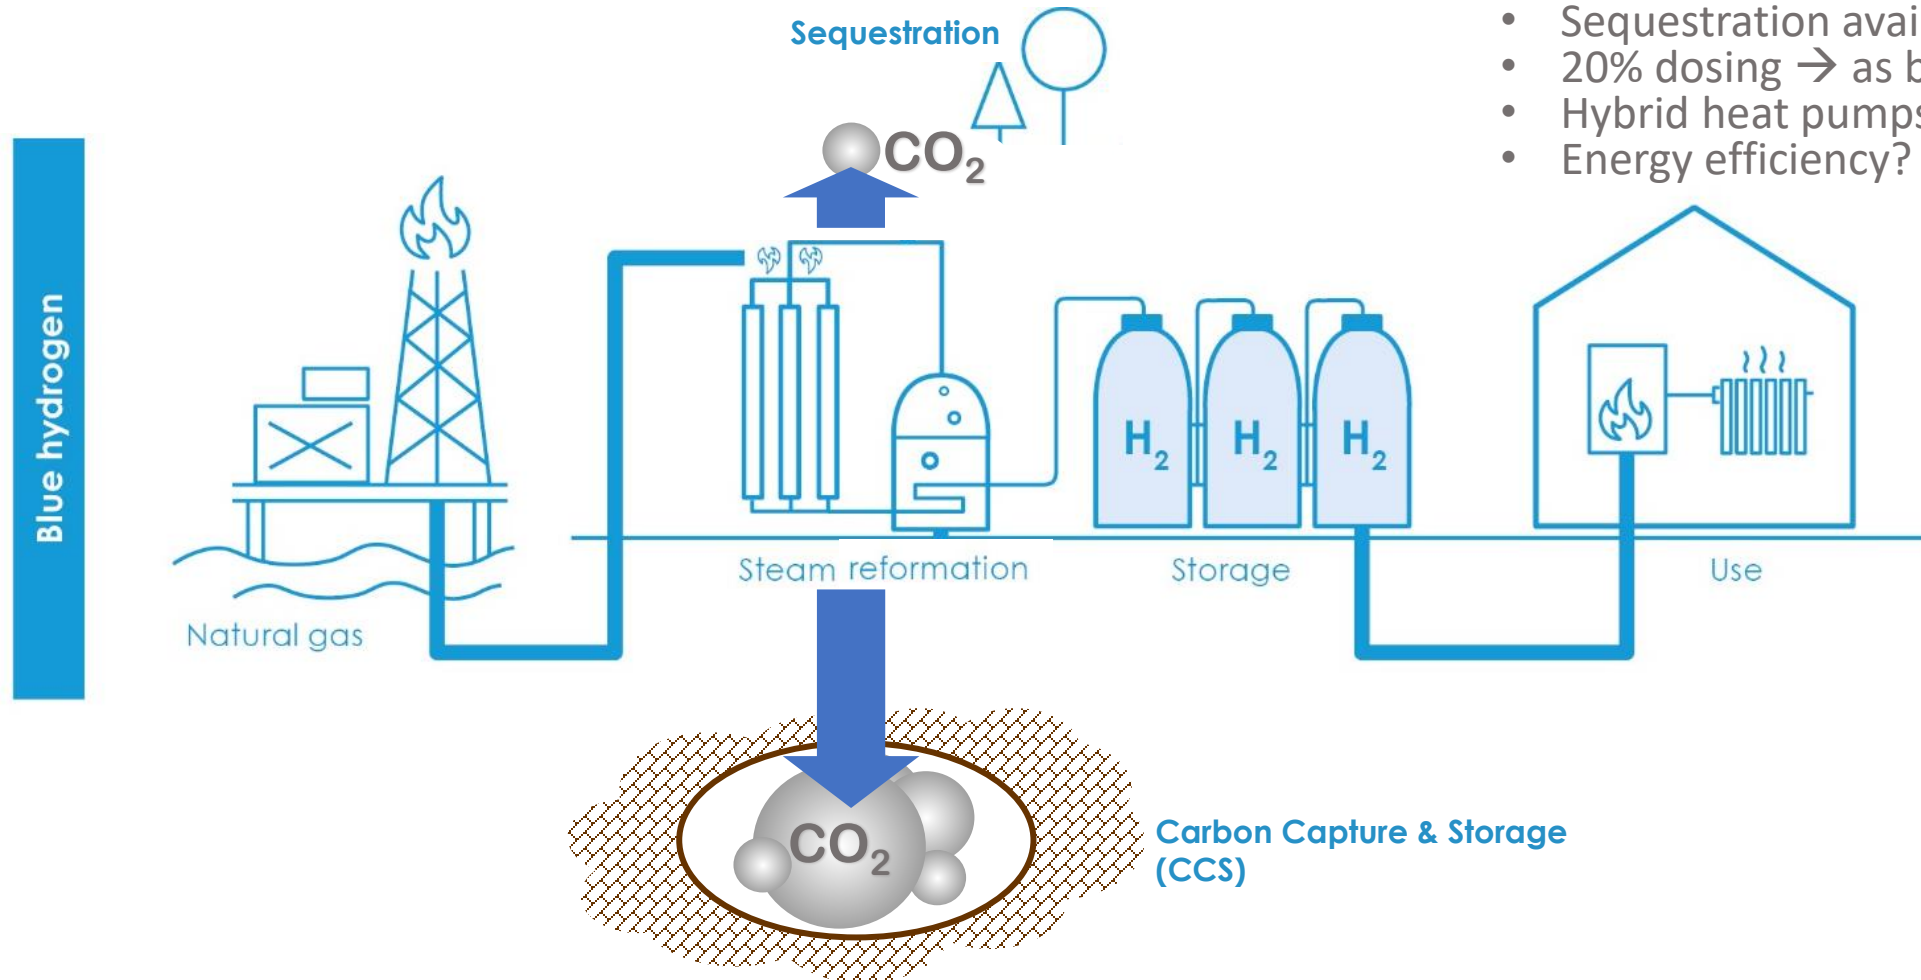 Sequestration
• Sequestration avai
• 20% dosing → as b
• Hybrid heat pumps
• Energy efficiency?
CO₂
Blue hydrogen
H₂ H₂ H₂
Steam reformation
Storage
Use
Natural gas
CO₂
Carbon Capture & Storage
(CCS)